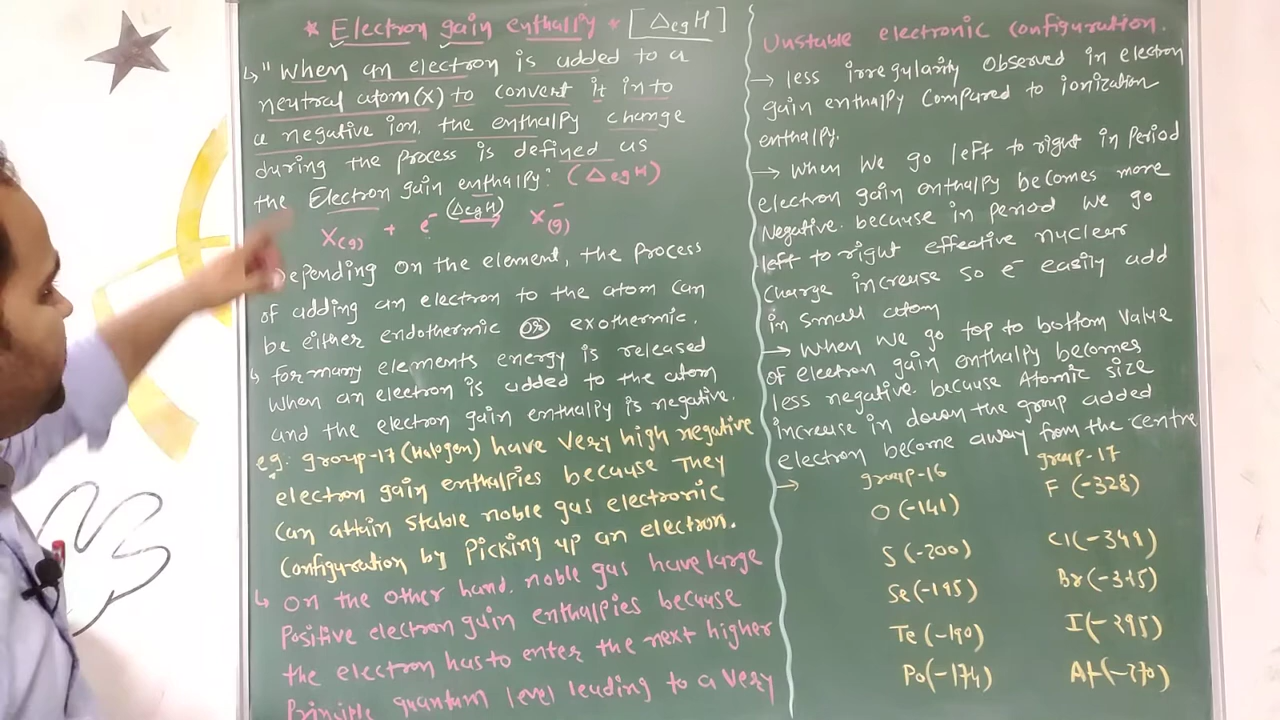 * Electron gain enthalpy * [ΔegH]
↳ "When an electron is added to a
neutral atom(X) to convert it in to
a negative ion, the enthalpy change
during the process is defined as
the Electron gain enthalpy: (ΔegH)
X(g) + e⁻ (ΔegH)→ X⁻(g)
Depending on the element, the process
of adding an electron to the atom can
be either endothermic OR exothermic.
↳ for many elements energy is released
When an electron is added to the atom
and the electron gain enthalpy is negative.
e.g: group-17 (Halogen) have very high negative
electron gain enthalpies because They
Can attain stable noble gas electronic
Configuration by picking up an electron.
↳ On the other hand. noble gas have large
Positive electron gain enthalpies because
the electron has to enter the next higher
Principle quantum level leading to a very
Unstable electronic configuration.
→ less irregularity observed in electron
gain enthalpy Compared to ionization
enthalpy.
→ When We go left to right in Period
electron gain enthalpy becomes more
Negative. because in period We go
left to right effective nuclear
Charge increase so e⁻ easily add
in small atom
→ When We go top to bottom Value
of electron gain enthalpy becomes
less negative. because Atomic size
increase in down the group added
electron become away from the centre
→ group-16 group-17
O (-141) F (-328)
S (-200) Cl (-349)
Se (-195) Br (-325)
Te (-190) I (-295)
Po (-174) At (-270)